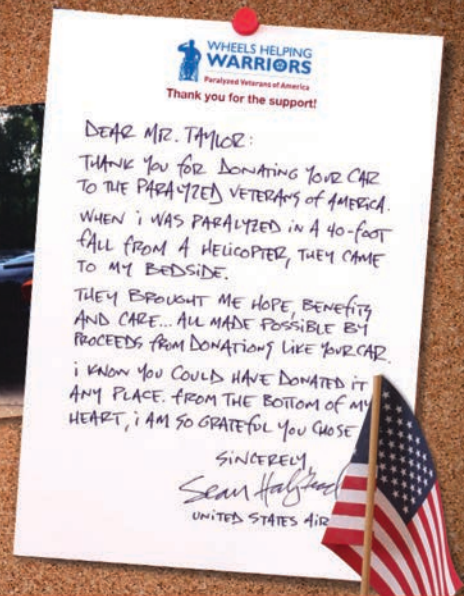 WHEELS HELPING
WARRIORS
Paralyzed Veterans of America
Thank you for the support!
DEAR MR. TAYLOR:
THANK YOU FOR DONATING YOUR CAR
TO THE PARALYZED VETERANS of AMERICA.
WHEN i WAS PARALYZED IN A 40-FOOT
fALL fROM A HELICOPTER, THEY CAME
TO MY BEDSIDE.
THEY BROUGHT ME HOPE, BENEfiTS
AND CARE... ALL MADE POSSIBLE BY
PROCEEDS fROM DONATIONS LIKE YOUR CAR.
i KNOW YOU COULD HAVE DONATED iT
ANY PLACE. fROM THE BOTTOM OF MY
HEART, i AM SO GRATEfUL YOU CHOSE
SiNCERELY,
Sean
UNITED STATES AiR